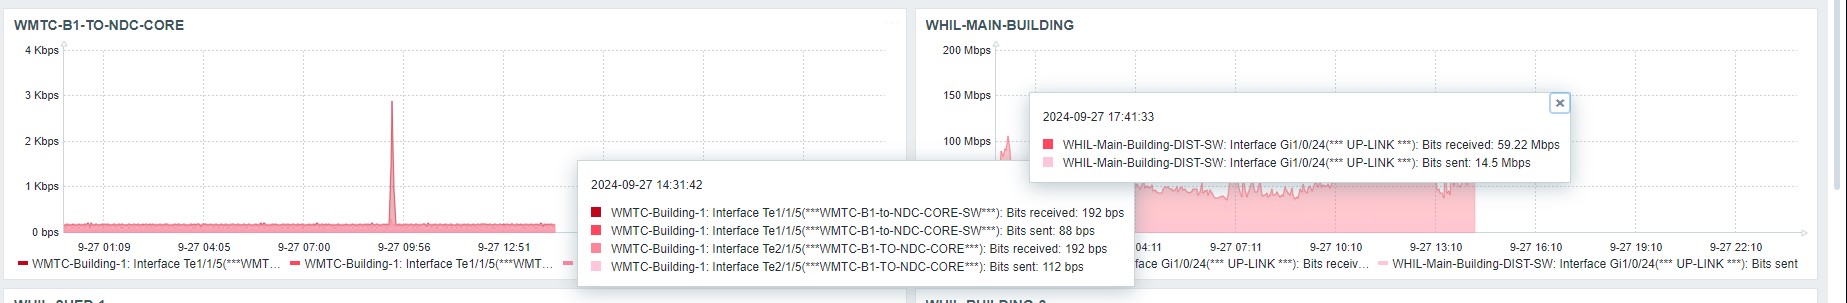 WMTC-B1-TO-NDC-CORE
4 Kbps
3 Kbps
2 Kbps
1 Kbps
0 bps
9-27 01:09
9-27 04:05
9-27 07:00
9-27 09:56
9-27 12:51
WMTC-Building-1: Interface Te1/1/5(***WMT...
WMTC-Building-1: Interface Te1/1/5(***WMT...
2024-09-27 14:31:42
WMTC-Building-1: Interface Te1/1/5(***WMTC-B1-to-NDC-CORE-SW***): Bits received: 192 bps
WMTC-Building-1: Interface Te1/1/5(***WMTC-B1-to-NDC-CORE-SW***): Bits sent: 88 bps
WMTC-Building-1: Interface Te2/1/5(***WMTC-B1-TO-NDC-CORE***): Bits received: 192 bps
WMTC-Building-1: Interface Te2/1/5(***WMTC-B1-TO-NDC-CORE***): Bits sent: 112 bps
WHIL-MAIN-BUILDING
200 Mbps
150 Mbps
100 Mbps
2024-09-27 17:41:33
WHIL-Main-Building-DIST-SW: Interface Gi1/0/24(*** UP-LINK ***): Bits received: 59.22 Mbps
WHIL-Main-Building-DIST-SW: Interface Gi1/0/24(*** UP-LINK ***): Bits sent: 14.5 Mbps
04:11
9-27 07:11
9-27 10:10
9-27 13:10
9-27 16:10
9-27 19:10
9-27 22:10
face Gi1/0/24(*** UP-LINK ***): Bits receiv...
WHIL-Main-Building-DIST-SW: Interface Gi1/0/24(*** UP-LINK ***): Bits sent